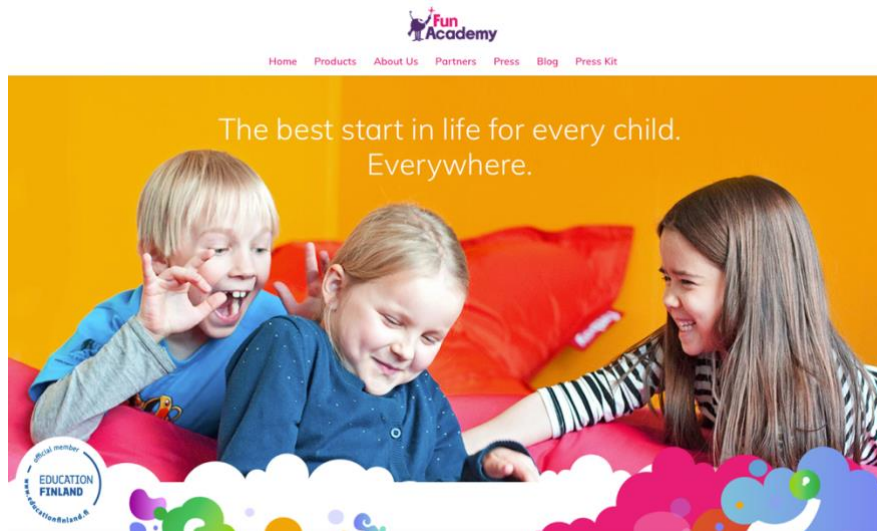 Fun
Academy
Home Products About Us Partners Press Blog Press Kit
The best start in life for every child.
Everywhere.
official member
EDUCATION
FINLAND
www.educationfinland.fi